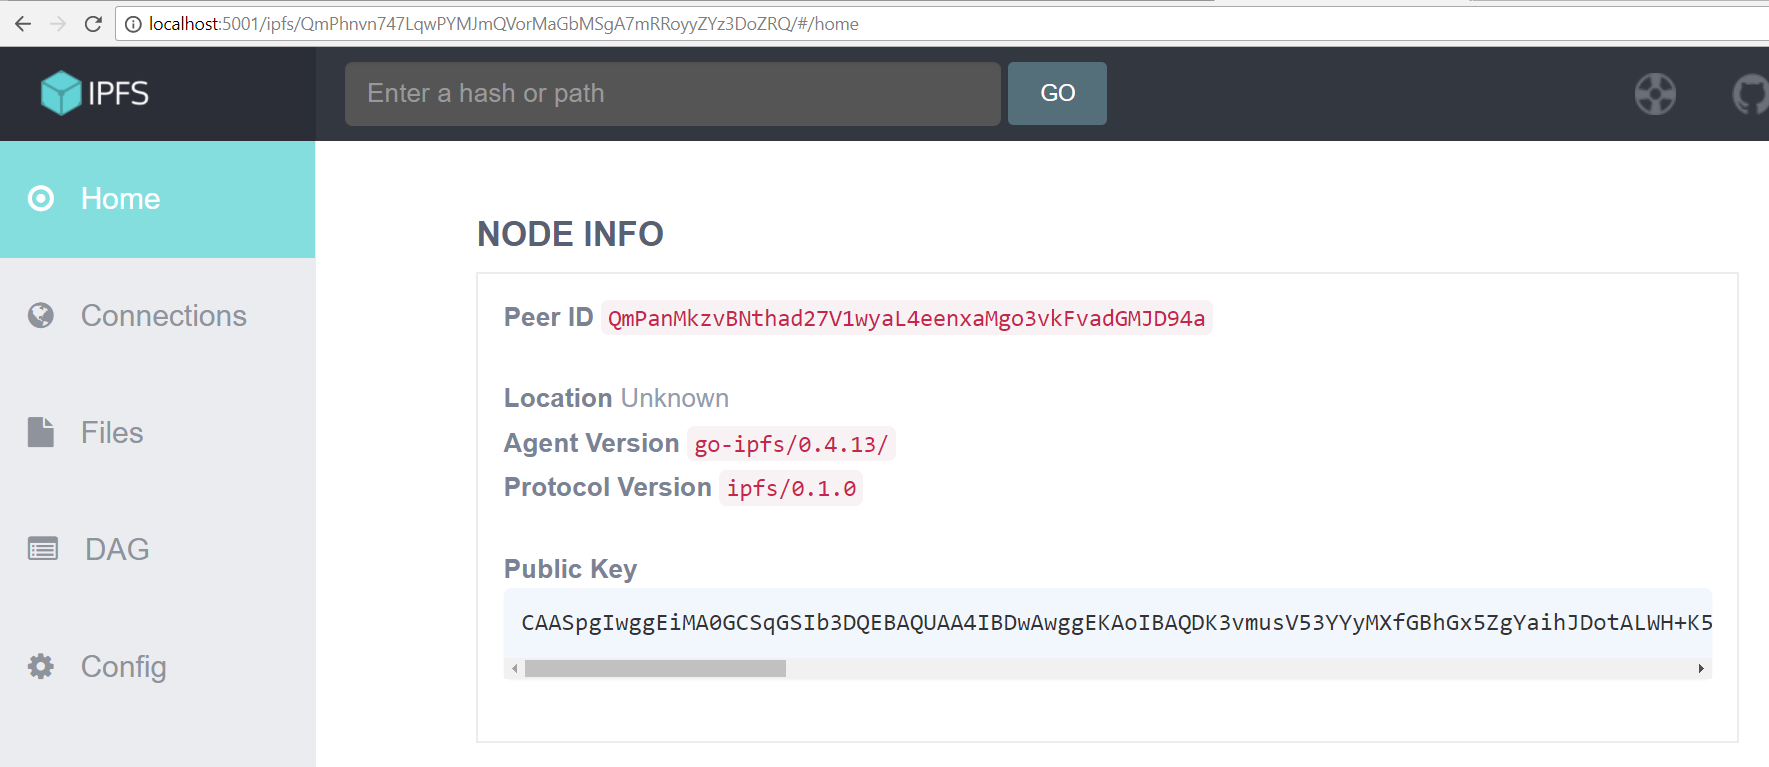 localhost:5001/ipfs/QmPhnvn747LqwPYMJmQVorMaGbMSgA7mRRoyyZYz3DoZRQ/#/home
IPFS
Enter a hash or path
GO
Home
Connections
Files
DAG
Config
NODE INFO
Peer ID QmPanMkzvBNthad27V1wyaL4eenxaMgo3vkFvadGMJD94a
Location Unknown
Agent Version go-ipfs/0.4.13/
Protocol Version ipfs/0.1.0
Public Key
CAASpgIwggEiMA0GCSqGSIb3DQEBAQUAA4IBDwAwggEKAoIBAQDK3vmusV53YYyMXfGBhGx5ZgYaihJDotALWH+K5